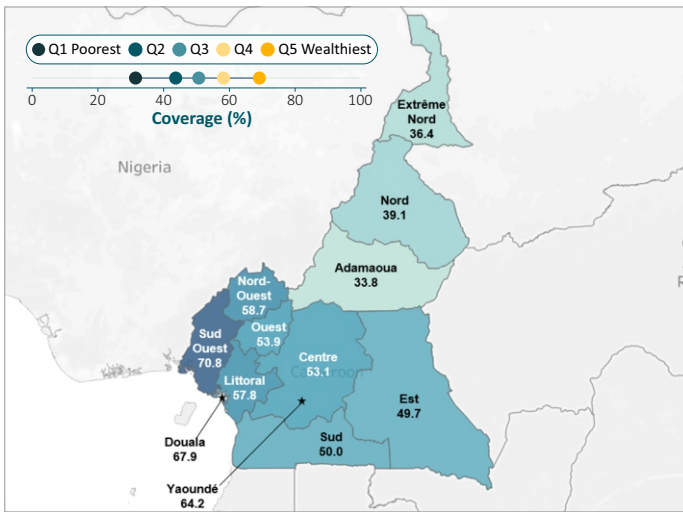 Q1 Poorest Q2 Q3 Q4 Q5 Wealthiest
0 20 40 60 80 100
Coverage (%)
Extrême
Nord
36.4
Nigeria
Nord
39.1
Adamaoua
33.8
Nord-
Ouest
58.7
Ouest
53.9
Sud
Ouest
70.8
Centre
53.1
Cameroon
Littoral
57.8
Est
49.7
Sud
50.0
Douala
67.9
Yaoundé
64.2
R